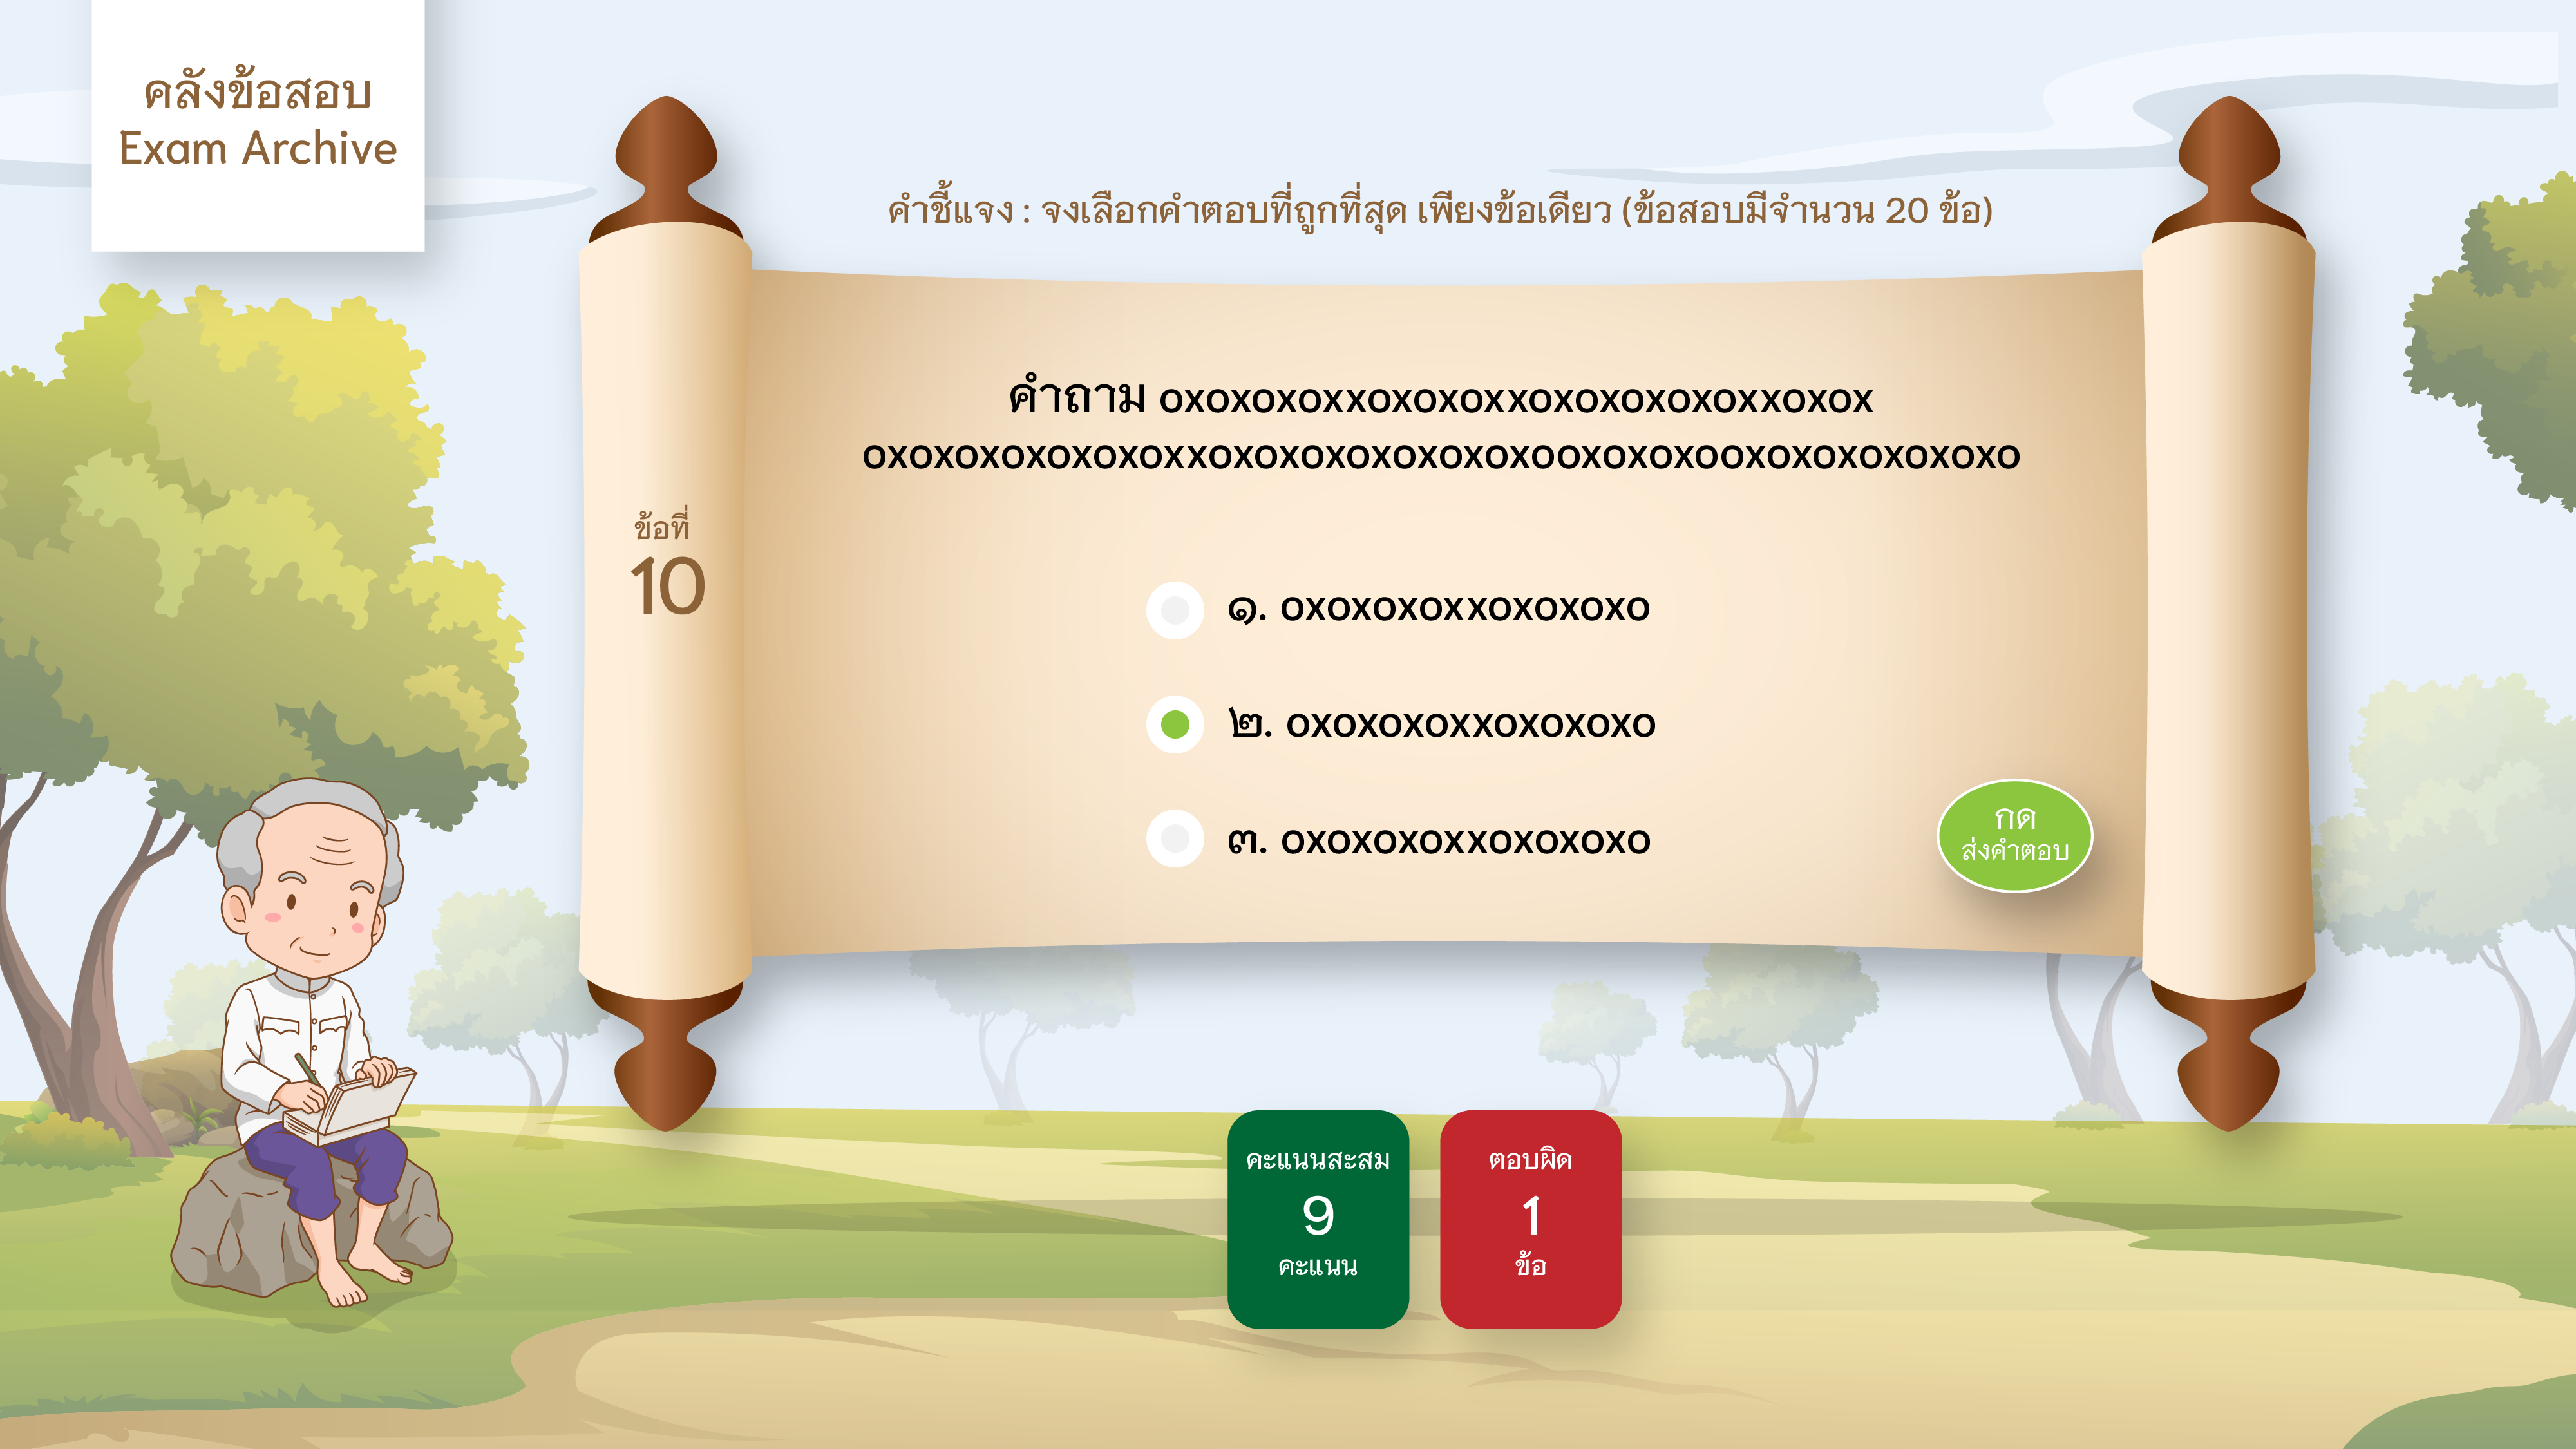 คลังข้อสอบ
Exam Archive
คำชี้แจง : จงเลือกคำตอบที่ถูกที่สุด เพียงข้อเดียว (ข้อสอบมีจำนวน 20 ข้อ)
คำถาม oxoxoxoxxoxoxoxxoxoxoxoxoxxoxox
oxoxoxoxoxoxoxxoxoxoxoxoxoxoxooxoxoxooxoxoxoxoxoxo
ข้อที่
10
๑. oxoxoxoxxoxoxoxo
๒. oxoxoxoxxoxoxoxo
๓. oxoxoxoxxoxoxoxo
กด
ส่งคำตอบ
คะแนนสะสม
9
คะแนน
ตอบผิด
1
ข้อ